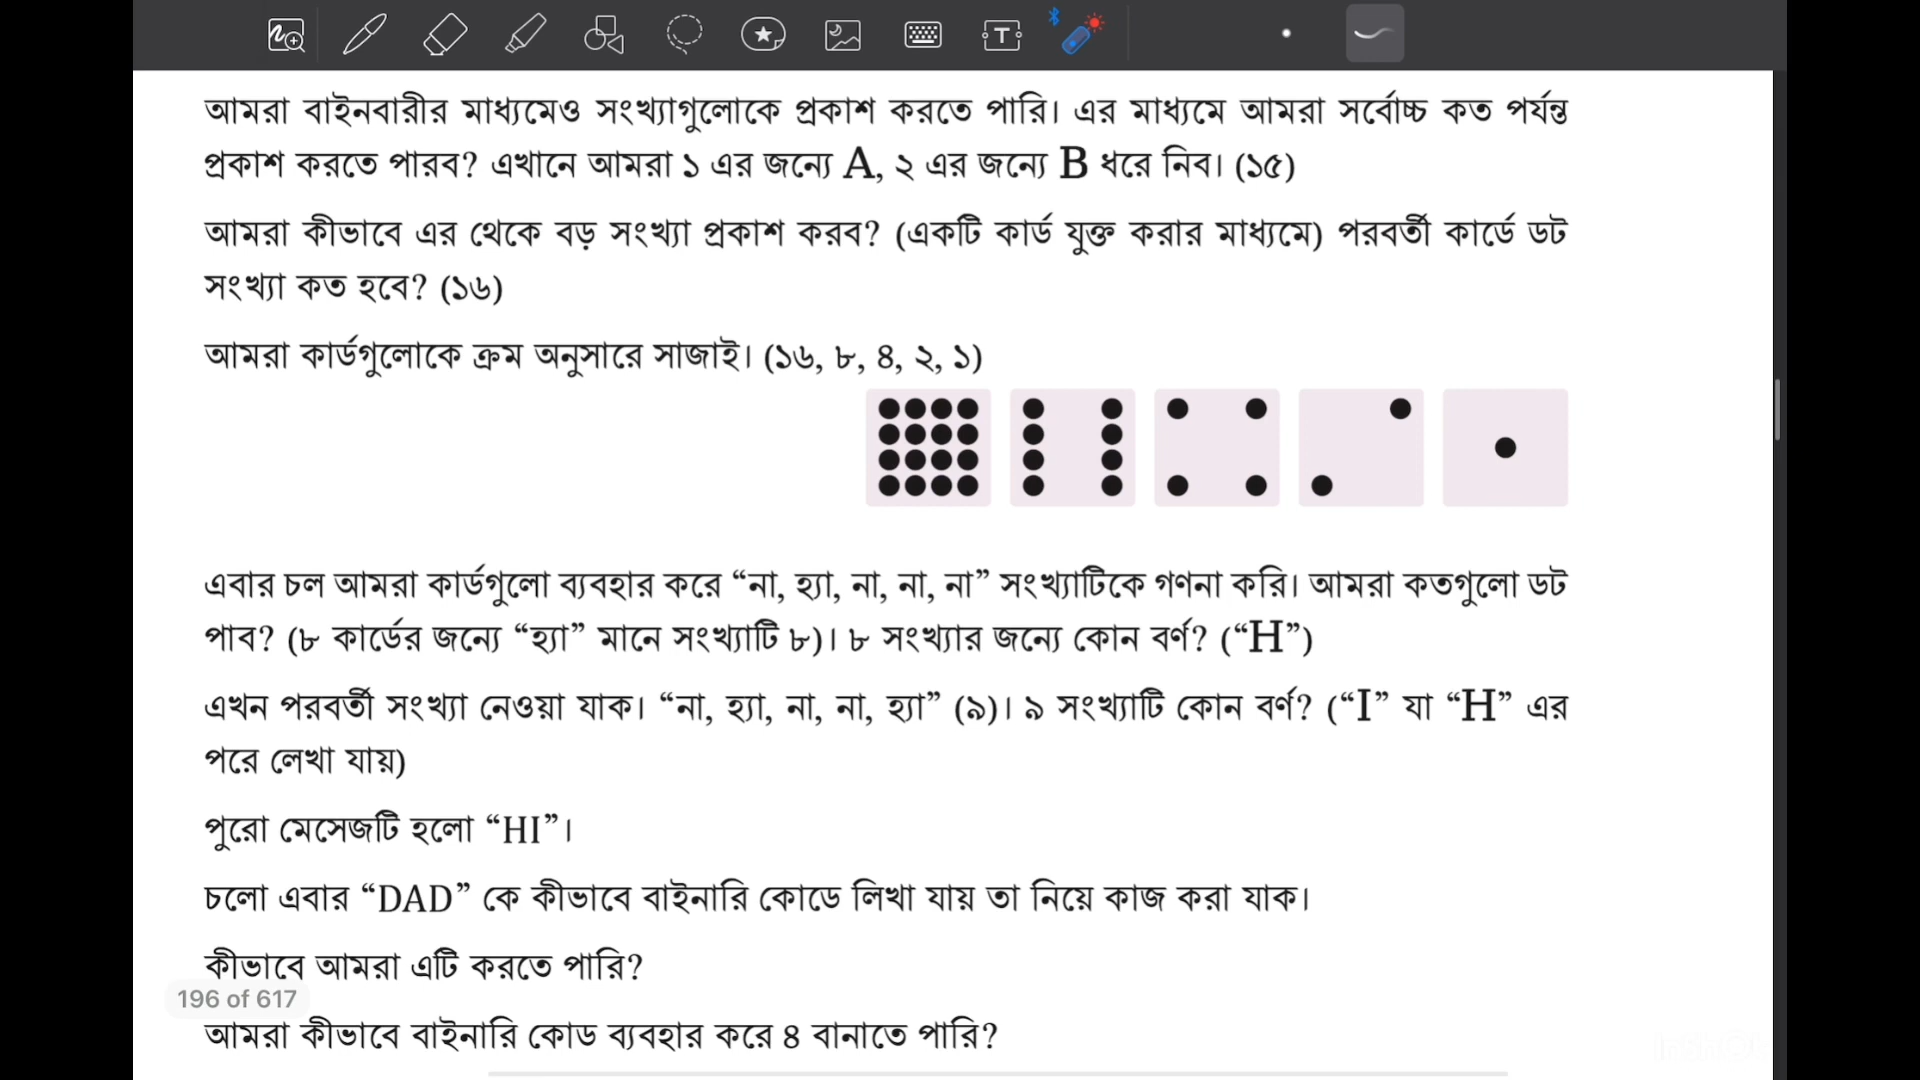 আমরা বাইনবারীর মাধ্যমেও সংখ্যাগুলোকে প্রকাশ করতে পারি। এর মাধ্যমে আমরা সর্বোচ্চ কত পর্যন্ত
প্রকাশ করতে পারব? এখানে আমরা ১ এর জন্যে A, ২ এর জন্যে B ধরে নিব। (১৫)
আমরা কীভাবে এর থেকে বড় সংখ্যা প্রকাশ করব? (একটি কার্ড যুক্ত করার মাধ্যমে) পরবর্তী কার্ডে ডট
সংখ্যা কত হবে? (১৬)
আমরা কার্ডগুলোকে ক্রম অনুসারে সাজাই। (১৬, ৮, ৪, ২, ১)
এবার চল আমরা কার্ডগুলো ব্যবহার করে “না, হ্যা, না, না, না” সংখ্যাটিকে গণনা করি। আমরা কতগুলো ডট
পাব? (৮ কার্ডের জন্যে “হ্যা” মানে সংখ্যাটি ৮)। ৮ সংখ্যার জন্যে কোন বর্ণ? (“H”)
এখন পরবর্তী সংখ্যা নেওয়া যাক। “না, হ্যা, না, না, হ্যা” (৯)। ৯ সংখ্যাটি কোন বর্ণ? (“I” যা “H” এর
পরে লেখা যায়)
পুরো মেসেজটি হলো “HI”।
চলো এবার “DAD” কে কীভাবে বাইনারি কোডে লিখা যায় তা নিয়ে কাজ করা যাক।
কীভাবে আমরা এটি করতে পারি?
196 of 617
আমরা কীভাবে বাইনারি কোড ব্যবহার করে ৪ বানাতে পারি?